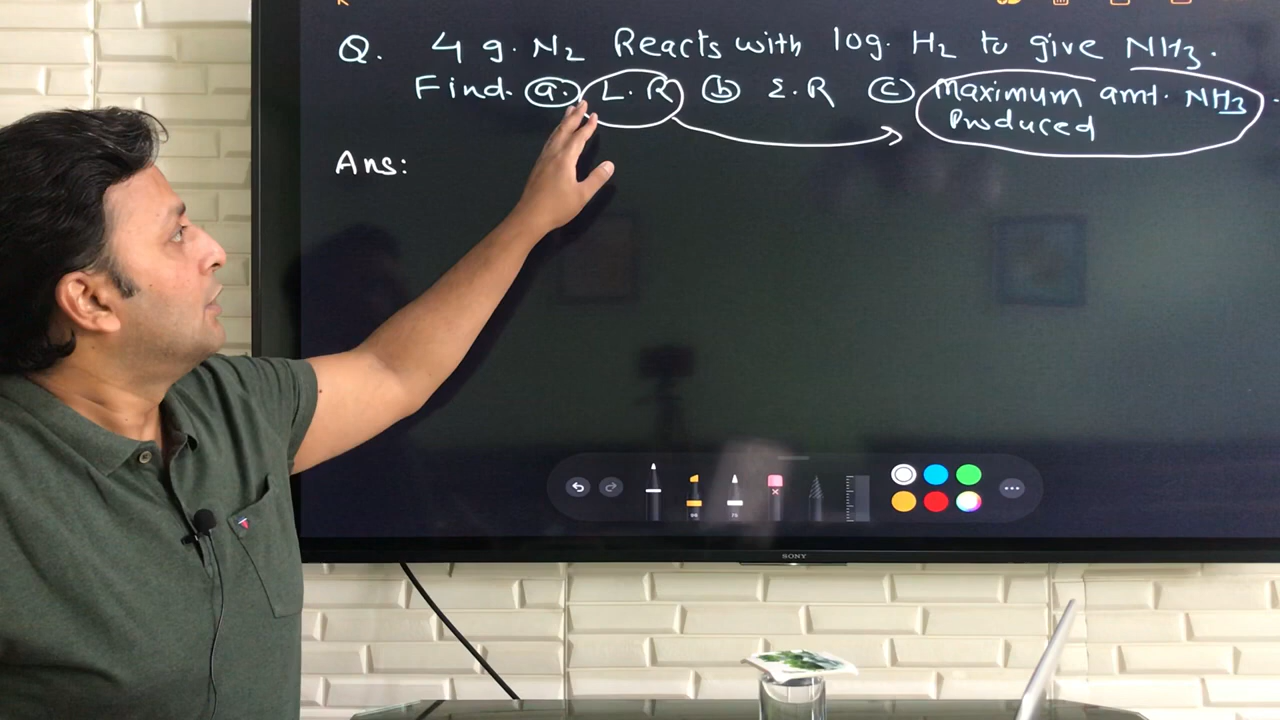 Q. 4 g. N₂ Reacts with 10g. H₂ to give NH₃.
Find. a. L.R b Σ.R c Maximum amt. NH₃.
Produced
Ans:
SONY